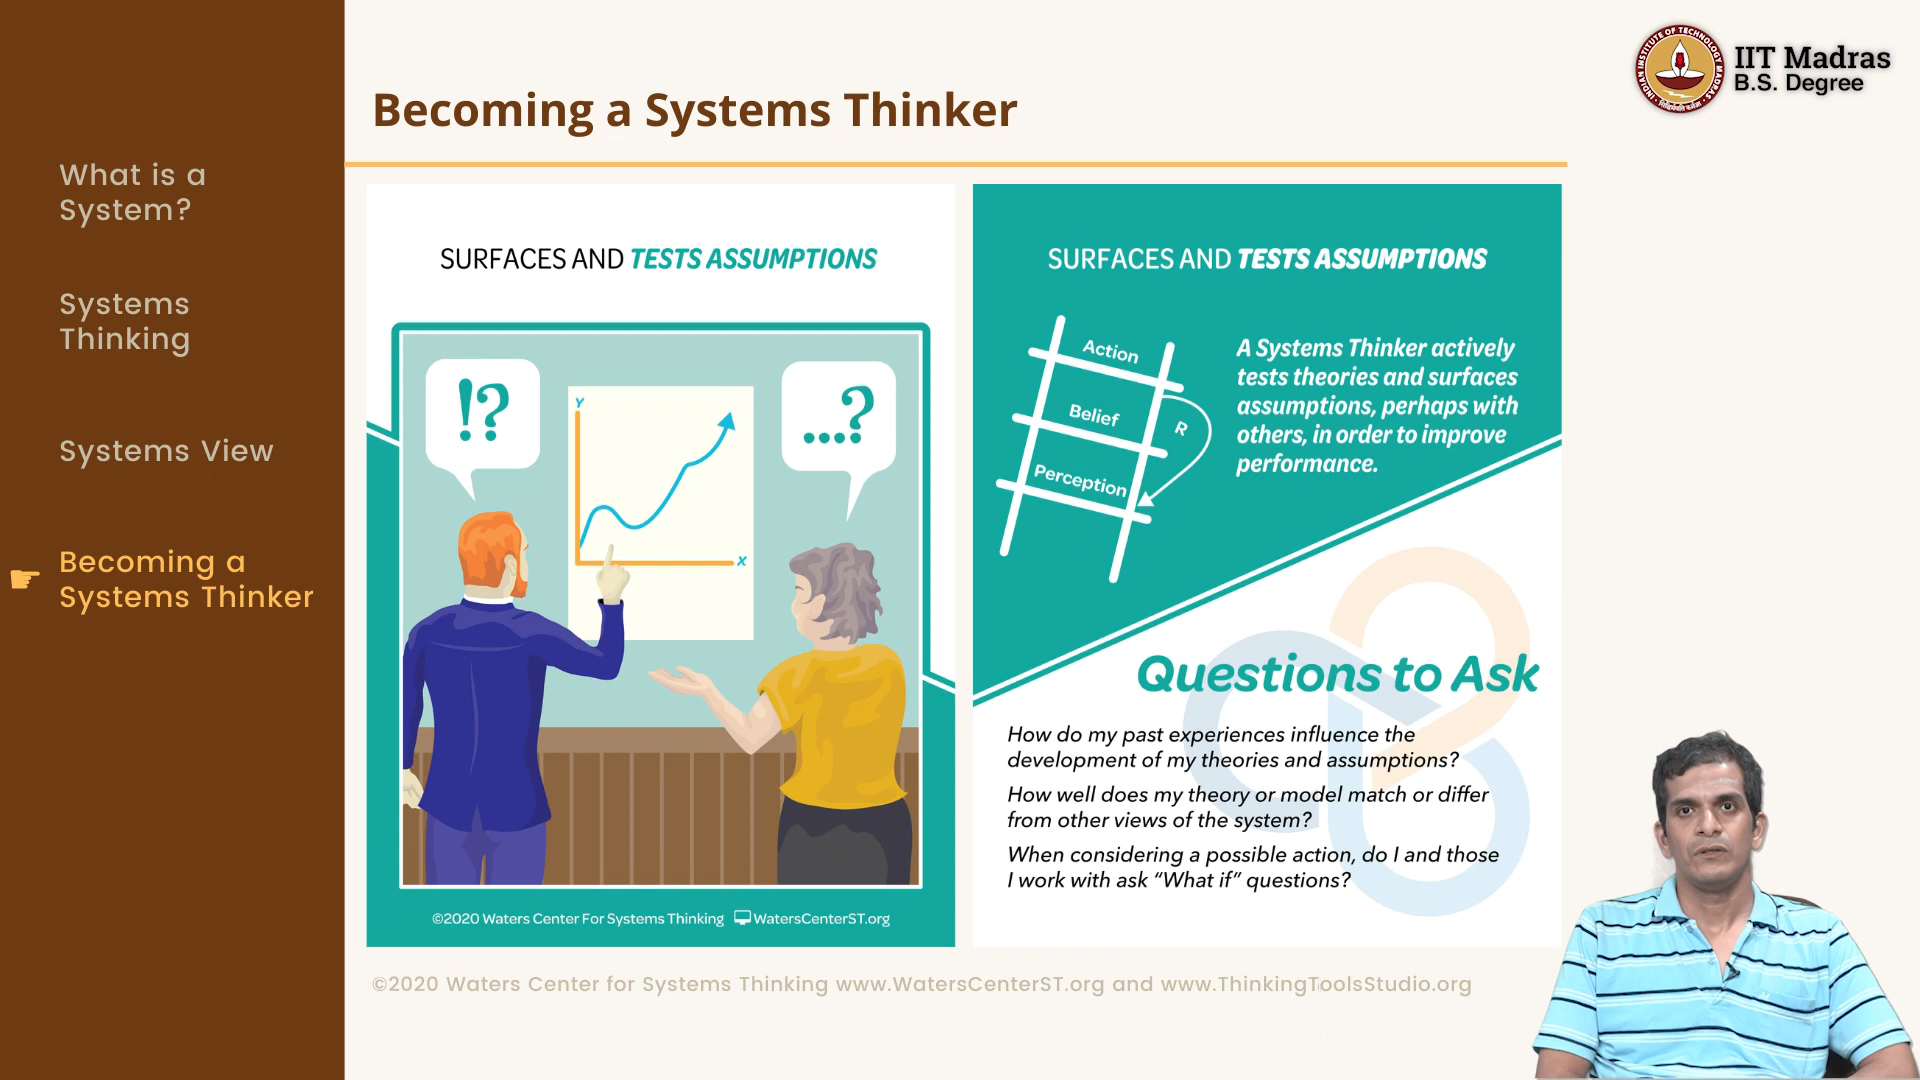 What is a
System?
Systems
Thinking
Systems View
☛ Becoming a
Systems Thinker
Becoming a Systems Thinker
IIT Madras
B.S. Degree
INDIAN INSTITUTE OF TECHNOLOGY MADRAS
SURFACES AND TESTS ASSUMPTIONS
!?
....?
Y
X
©2020 Waters Center For Systems Thinking WatersCenterST.org
SURFACES AND TESTS ASSUMPTIONS
Action
Belief
Perception
R
A Systems Thinker actively
tests theories and surfaces
assumptions, perhaps with
others, in order to improve
performance.
Questions to Ask
How do my past experiences influence the
development of my theories and assumptions?
How well does my theory or model match or differ
from other views of the system?
When considering a possible action, do I and those
I work with ask “What if” questions?
©2020 Waters Center for Systems Thinking www.WatersCenterST.org and www.ThinkingToolsStudio.org